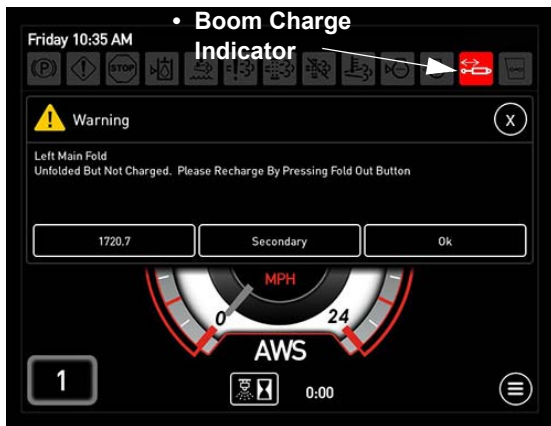 • Boom Charge
Indicator
Friday 10:35 AM
(P)
STOP
Warning
X
Left Main Fold
Unfolded But Not Charged. Please Recharge By Pressing Fold Out Button
1720.7
Secondary
Ok
MPH
0
24
AWS
1
0:00